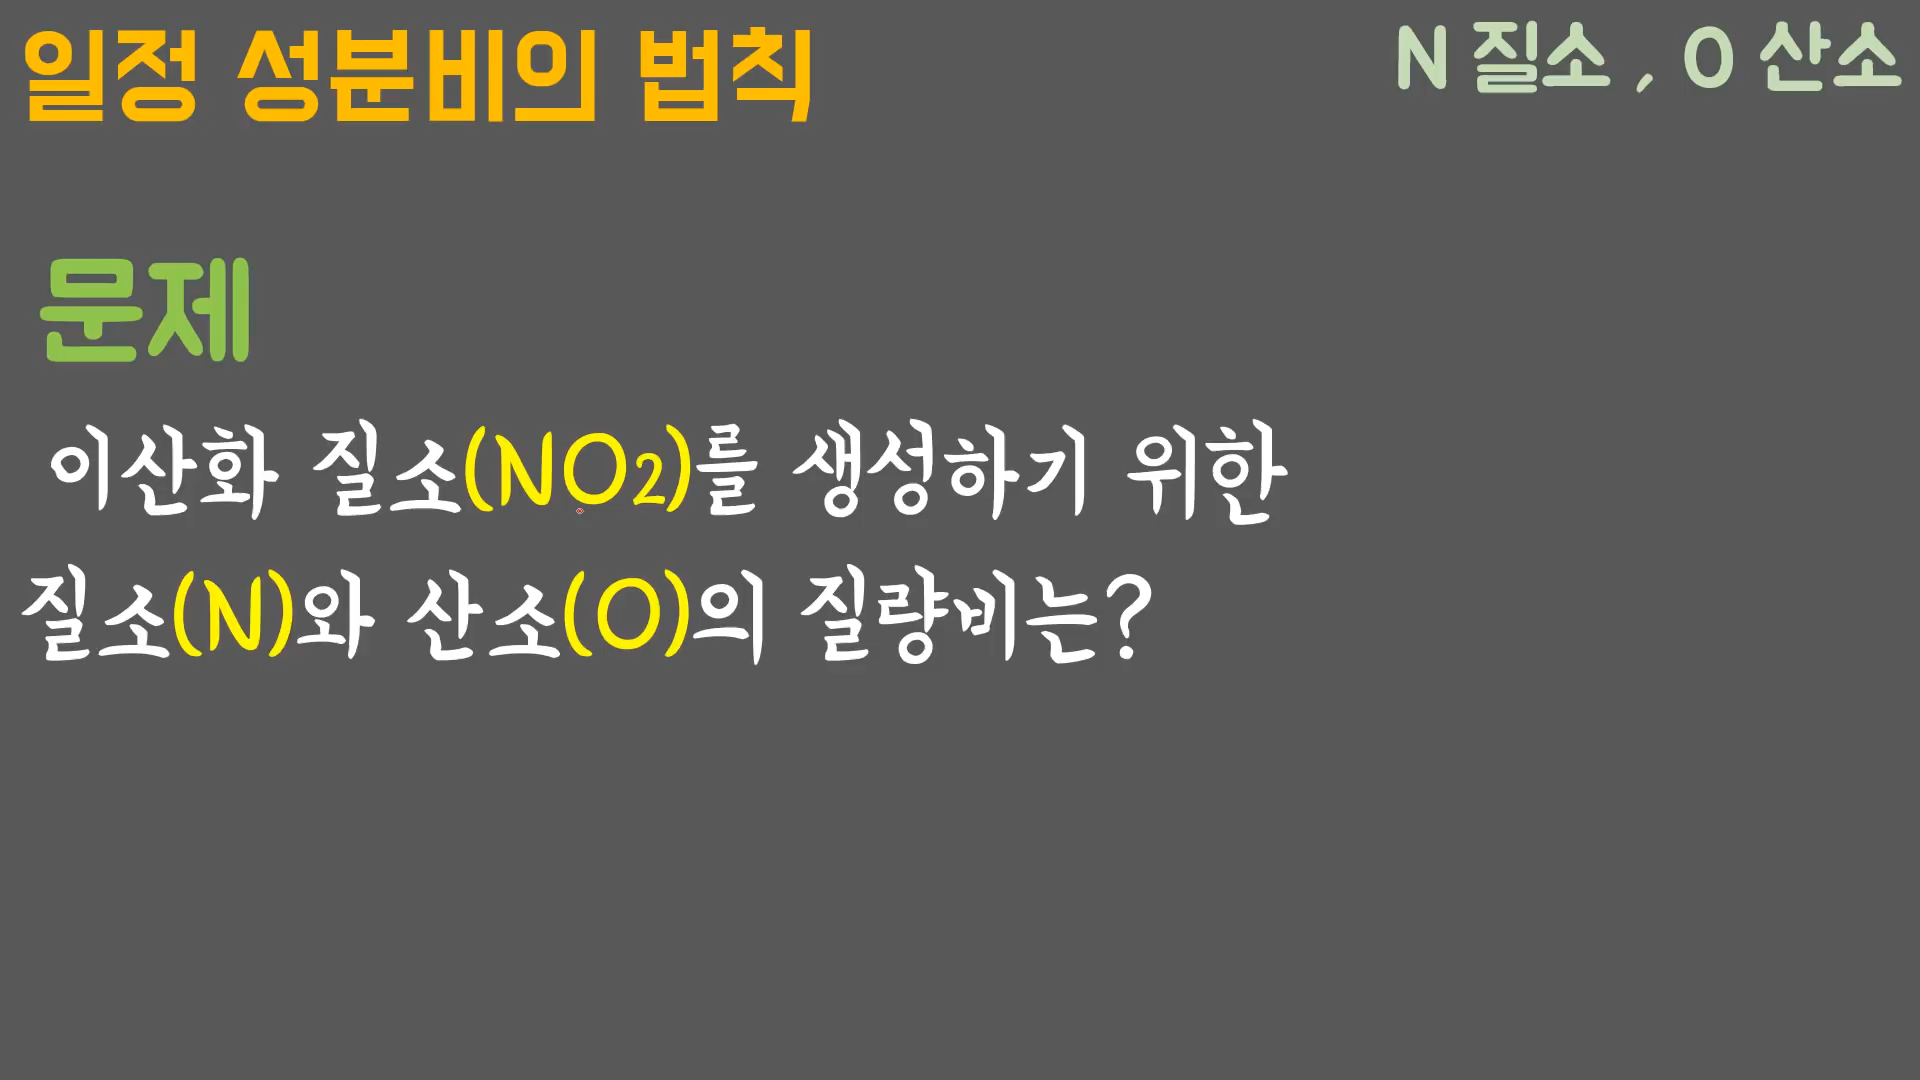 일정 성분비의 법칙
N 질소 , O 산소
문제
이산화 질소(NO₂)를 생성하기 위한
질소(N)와 산소(O)의 질량비는?